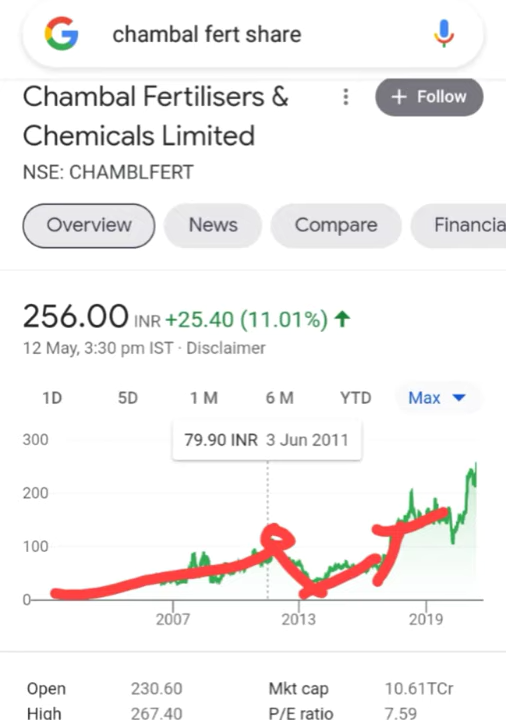 chambal fert share
Chambal Fertilisers &
Chemicals Limited
+ Follow
NSE: CHAMBLFERT
Overview News Compare Financia
256.00 INR +25.40 (11.01%) ↑
12 May, 3:30 pm IST · Disclaimer
1D 5D 1 M 6 M YTD Max
79.90 INR 3 Jun 2011
300
200
100
0
2007 2013 2019
Open 230.60 Mkt cap 10.61TCr
High 267.40 P/E ratio 7.59